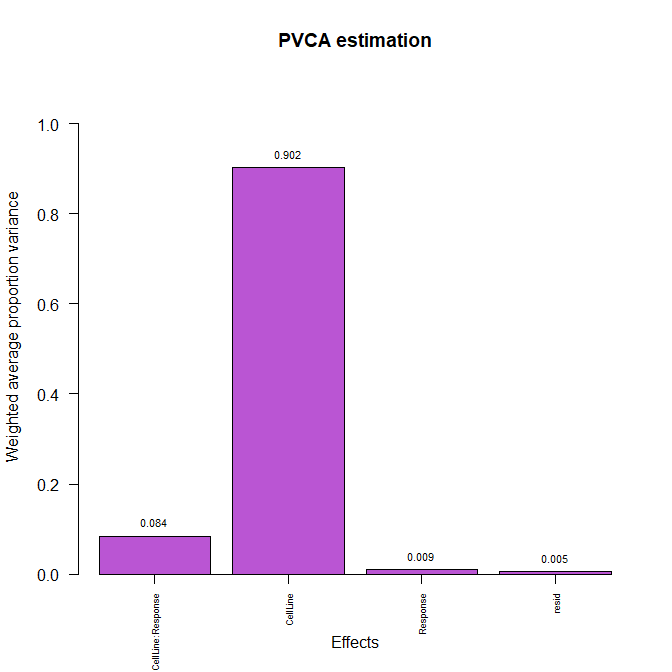 PVCA estimation
Weighted average proportion variance
1.0
0.8
0.6
0.4
0.2
0.0
0.084
0.902
0.009
0.005
CellLine:Response
CellLine
Response
resid
Effects